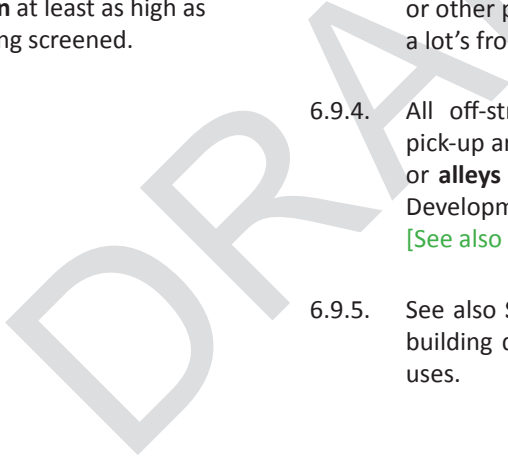 n at least as high as
ng screened.
or other p
a lot's fro
6.9.4. All off-str
pick-up ar
or alleys
Developm
[See also
6.9.5. See also S
building d
uses.
DRA